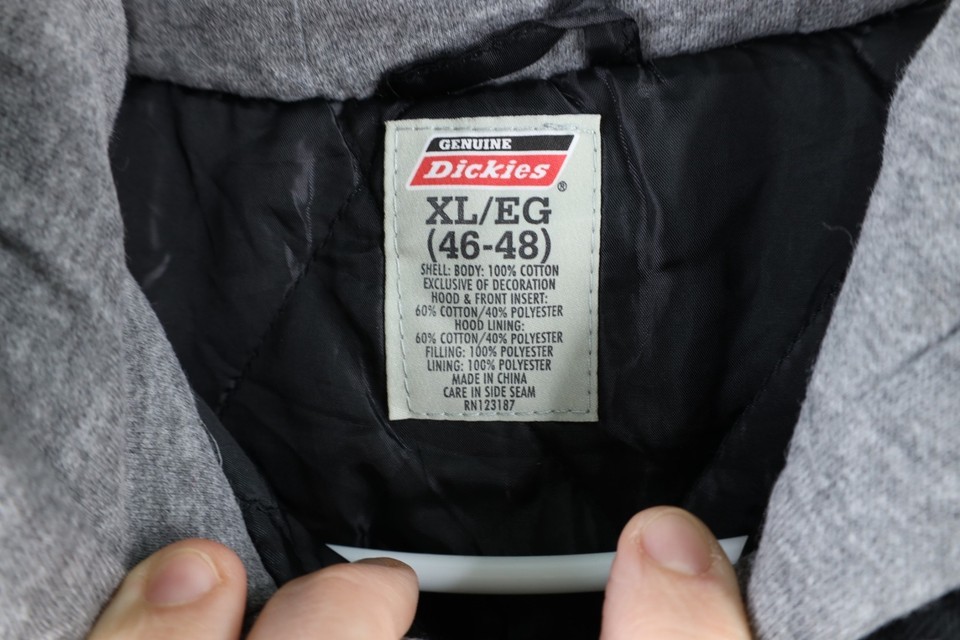 GENUINE
Dickies®
XL/EG
(46-48)
SHELL: BODY: 100% COTTON
EXCLUSIVE OF DECORATION
HOOD & FRONT INSERT:
60% COTTON/40% POLYESTER
HOOD LINING:
60% COTTON/40% POLYESTER
FILLING: 100% POLYESTER
LINING: 100% POLYESTER
MADE IN CHINA
CARE IN SIDE SEAM
RN123187